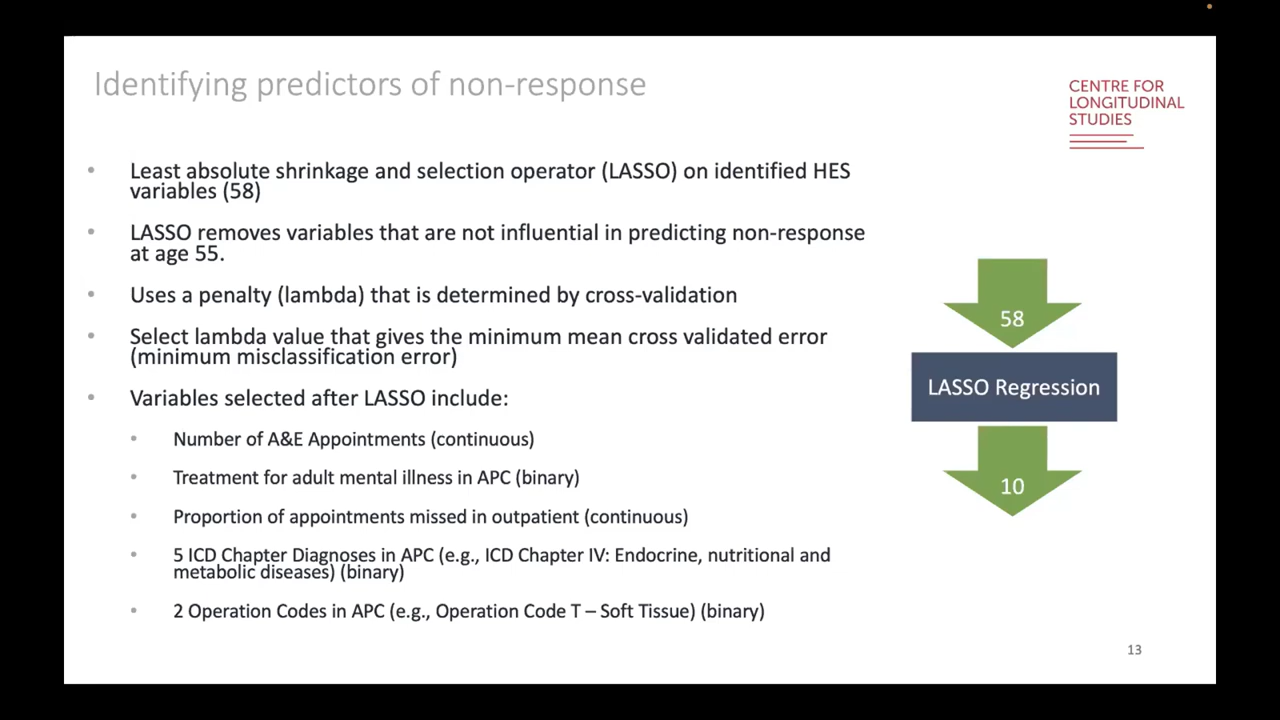 Identifying predictors of non-response
CENTRE FOR
LONGITUDINAL
STUDIES
• Least absolute shrinkage and selection operator (LASSO) on identified HES
variables (58)
• LASSO removes variables that are not influential in predicting non-response
at age 55.
• Uses a penalty (lambda) that is determined by cross-validation
• Select lambda value that gives the minimum mean cross validated error
(minimum misclassification error)
• Variables selected after LASSO include:
• Number of A&E Appointments (continuous)
• Treatment for adult mental illness in APC (binary)
• Proportion of appointments missed in outpatient (continuous)
• 5 ICD Chapter Diagnoses in APC (e.g., ICD Chapter IV: Endocrine, nutritional and
metabolic diseases) (binary)
• 2 Operation Codes in APC (e.g., Operation Code T – Soft Tissue) (binary)
58
LASSO Regression
10
13